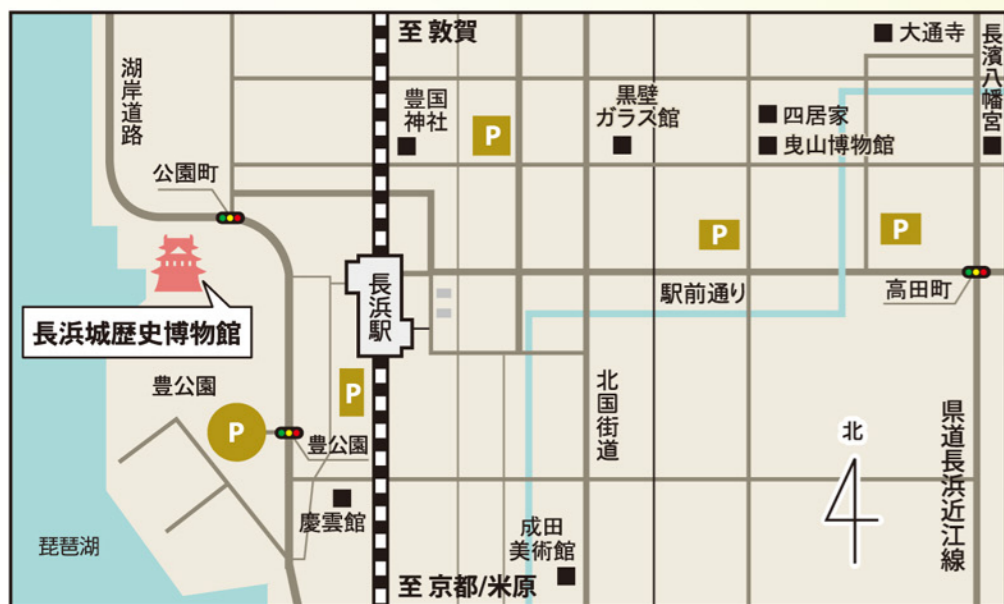 至 敦賀
大通寺
長濱八幡宮
湖岸道路
豊国
神社
P
黒壁
ガラス館
四居家
曳山博物館
公園町
P
P
長浜駅
駅前通り
高田町
長浜城歴史博物館
豊公園
P
P
豊公園
北国街道
県道長浜近江線
北
慶雲館
成田
美術館
琵琶湖
至 京都/米原